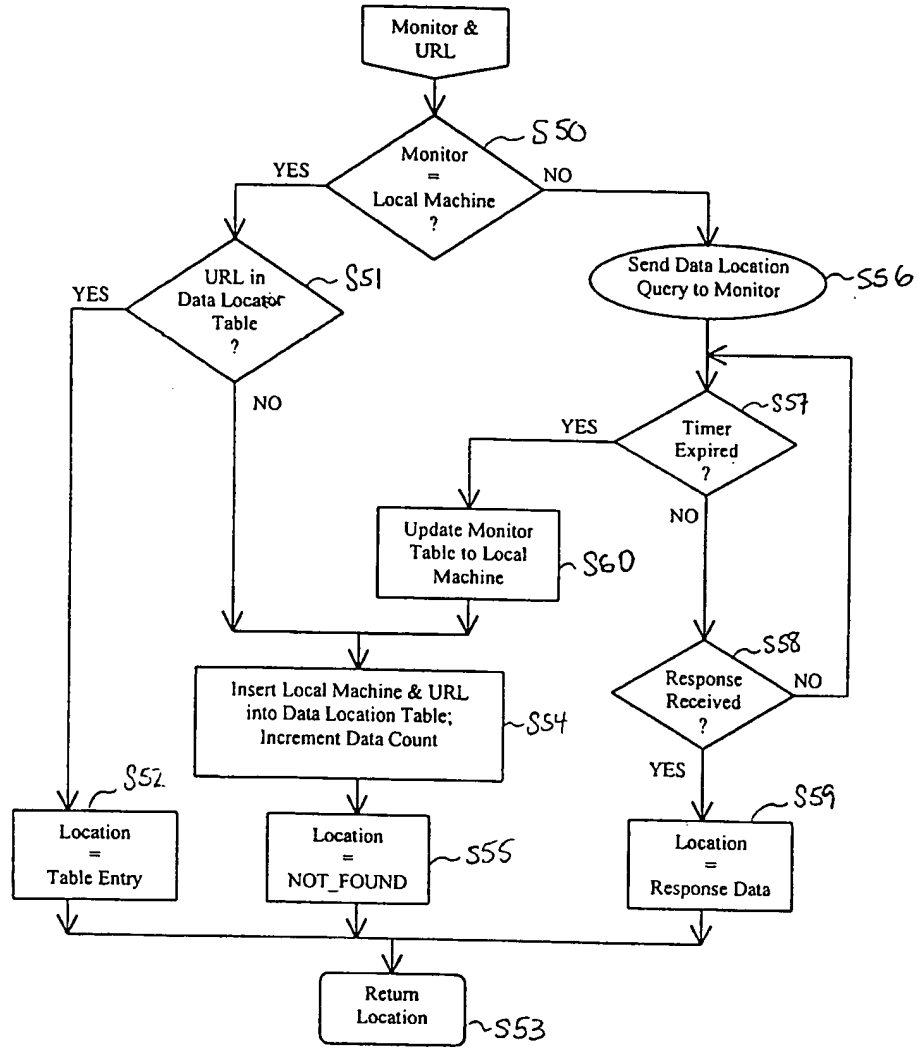 Monitor &
URL
S50
Monitor
=
Local Machine
?
YES
NO
S51
URL in
Data Locator
Table
?
YES
NO
Send Data Location
Query to Monitor
S56
S57
Timer
Expired
?
YES
NO
Update Monitor
Table to Local
Machine
S60
S58
Response
Received
?
NO
YES
Insert Local Machine & URL
into Data Location Table;
Increment Data Count
S54
S52
Location
=
Table Entry
Location
=
NOT_FOUND
S55
S59
Location
=
Response Data
Return
Location
S53